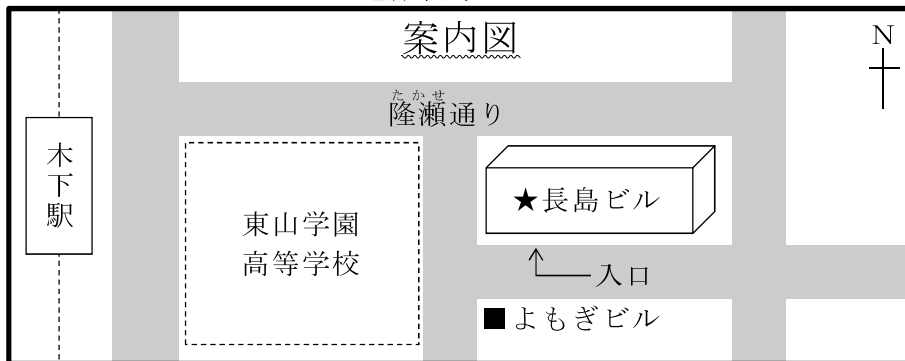 案内図
N
たかせ
隆瀬通り
木下駅
★長島ビル
東山学園
高等学校
入口
■よもぎビル